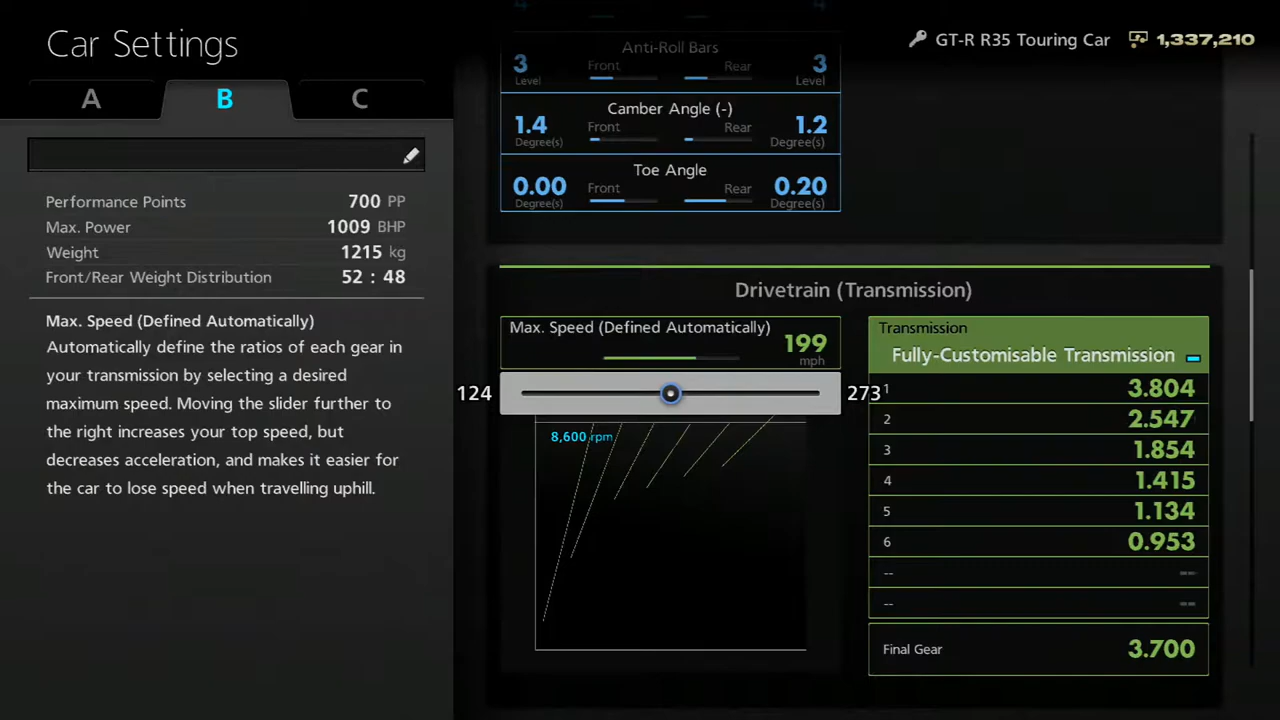 Car Settings
GT-R R35 Touring Car 1,337,210
A B C
Performance Points 700 PP
Max. Power 1009 BHP
Weight 1215 kg
Front/Rear Weight Distribution 52 : 48
Max. Speed (Defined Automatically)
Automatically define the ratios of each gear in
your transmission by selecting a desired
maximum speed. Moving the slider further to
the right increases your top speed, but
decreases acceleration, and makes it easier for
the car to lose speed when travelling uphill.
Anti-Roll Bars
3 Front Rear 3
Level Level
Camber Angle (-)
1.4 Front Rear 1.2
Degree(s) Degree(s)
Toe Angle
0.00 Front Rear 0.20
Degree(s) Degree(s)
Drivetrain (Transmission)
Max. Speed (Defined Automatically)
199
mph
124 273
8,600 rpm
Transmission
Fully-Customisable Transmission
1 3.804
2 2.547
3 1.854
4 1.415
5 1.134
6 0.953
-- --
-- --
Final Gear 3.700